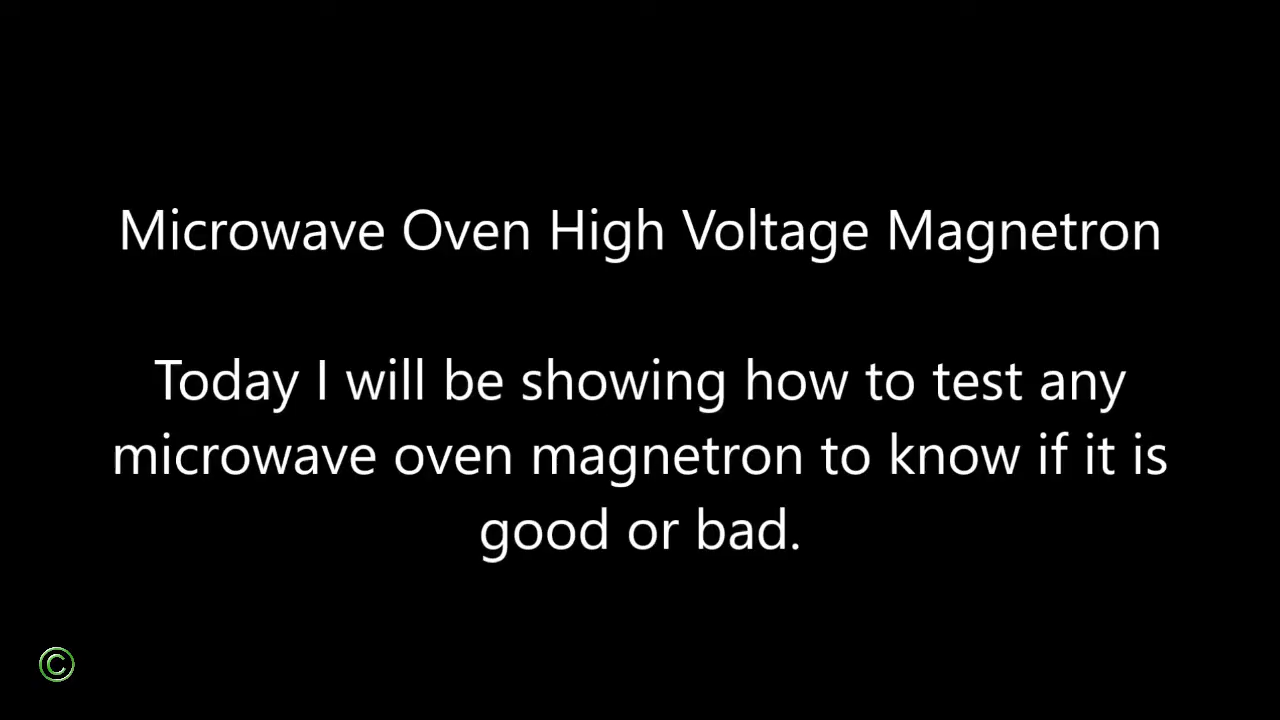 Microwave Oven High Voltage Magnetron
Today I will be showing how to test any
microwave oven magnetron to know if it is
good or bad.
©